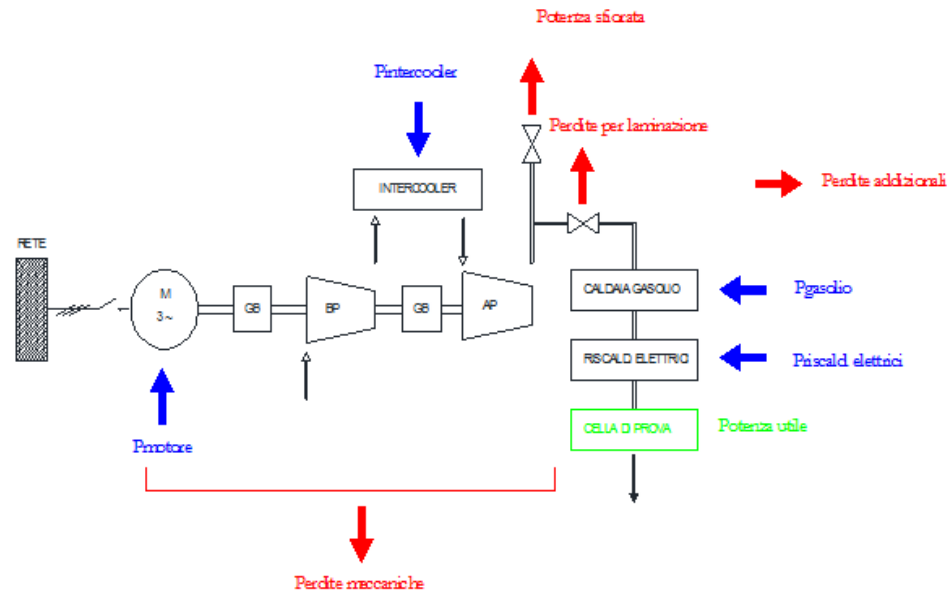 Potenza sfiorata
Pintercooler
Perdite per laminazione
INTERCOOLER
Perdite addizionali
RETE
M
3~
GB
BP
GB
AP
CALDAIA GASOLIO
Pgasolio
RISCALD. ELETTRICI
Priscald. elettrici
CELLA DI PROVA
Potenza utile
Pmotore
Perdite meccaniche